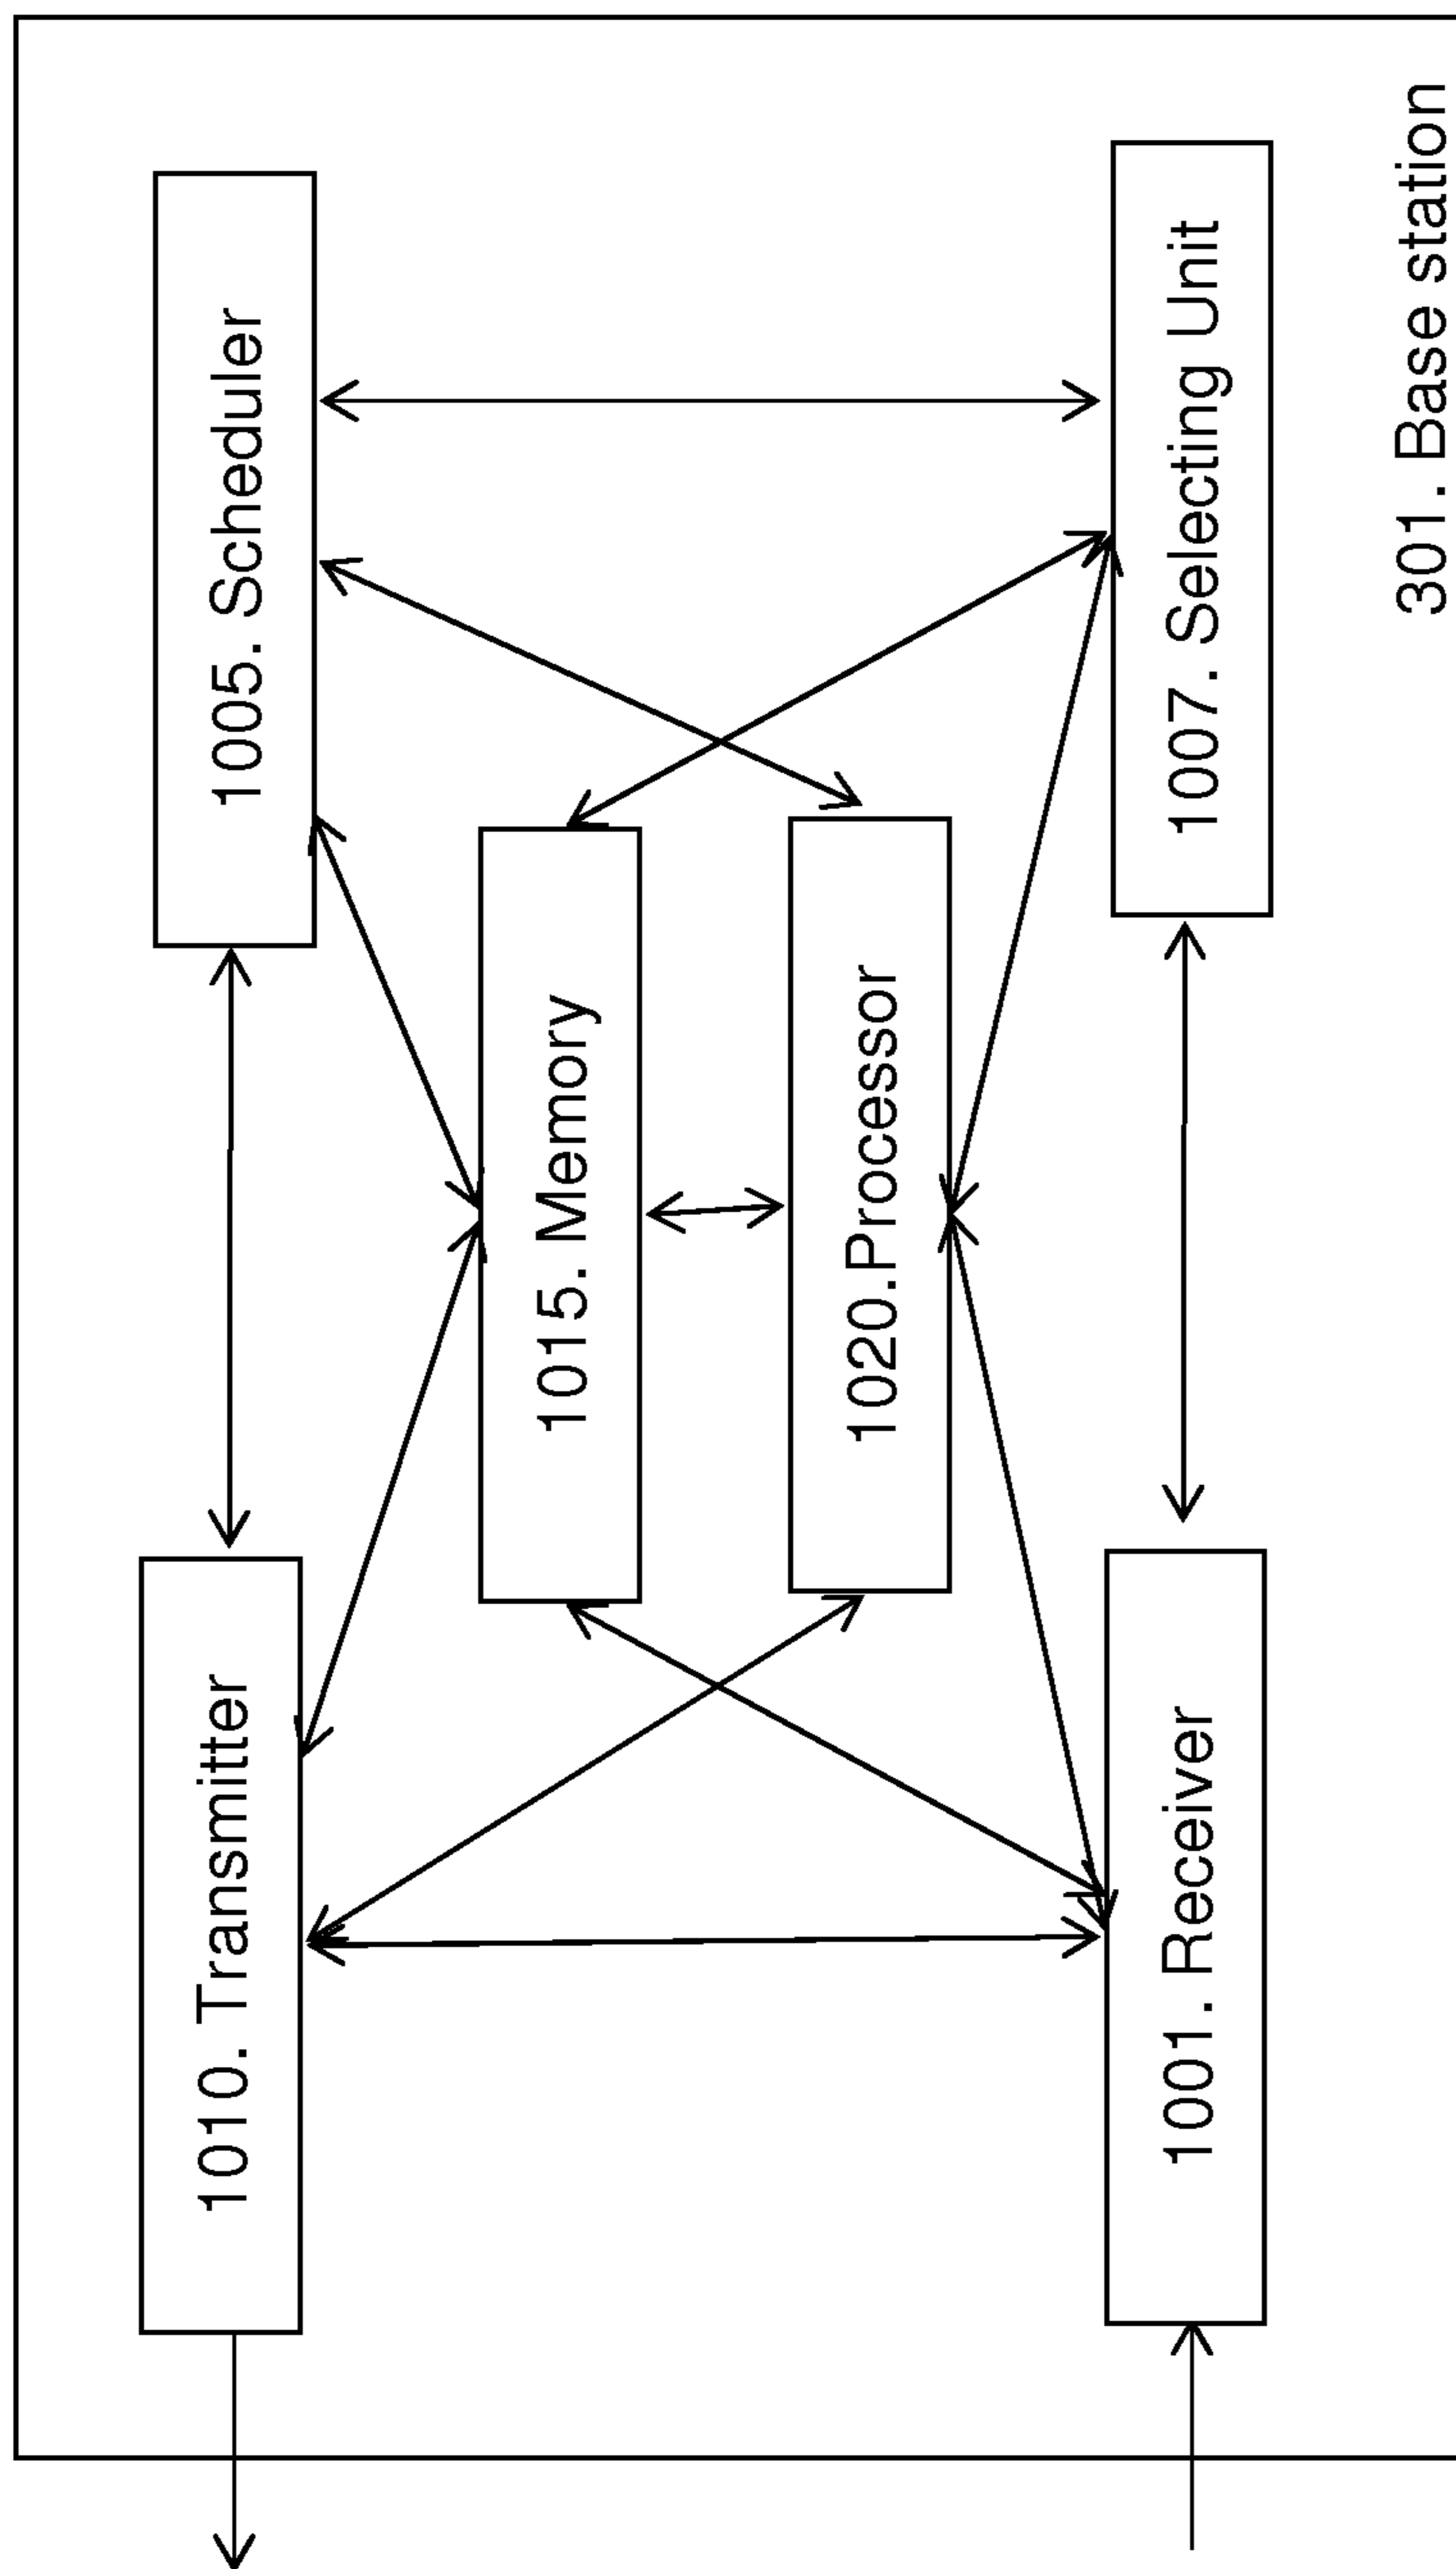 1010. Transmitter
1005. Scheduler
1015. Memory
1020.Processor
1001. Receiver
1007. Selecting Unit
301. Base station